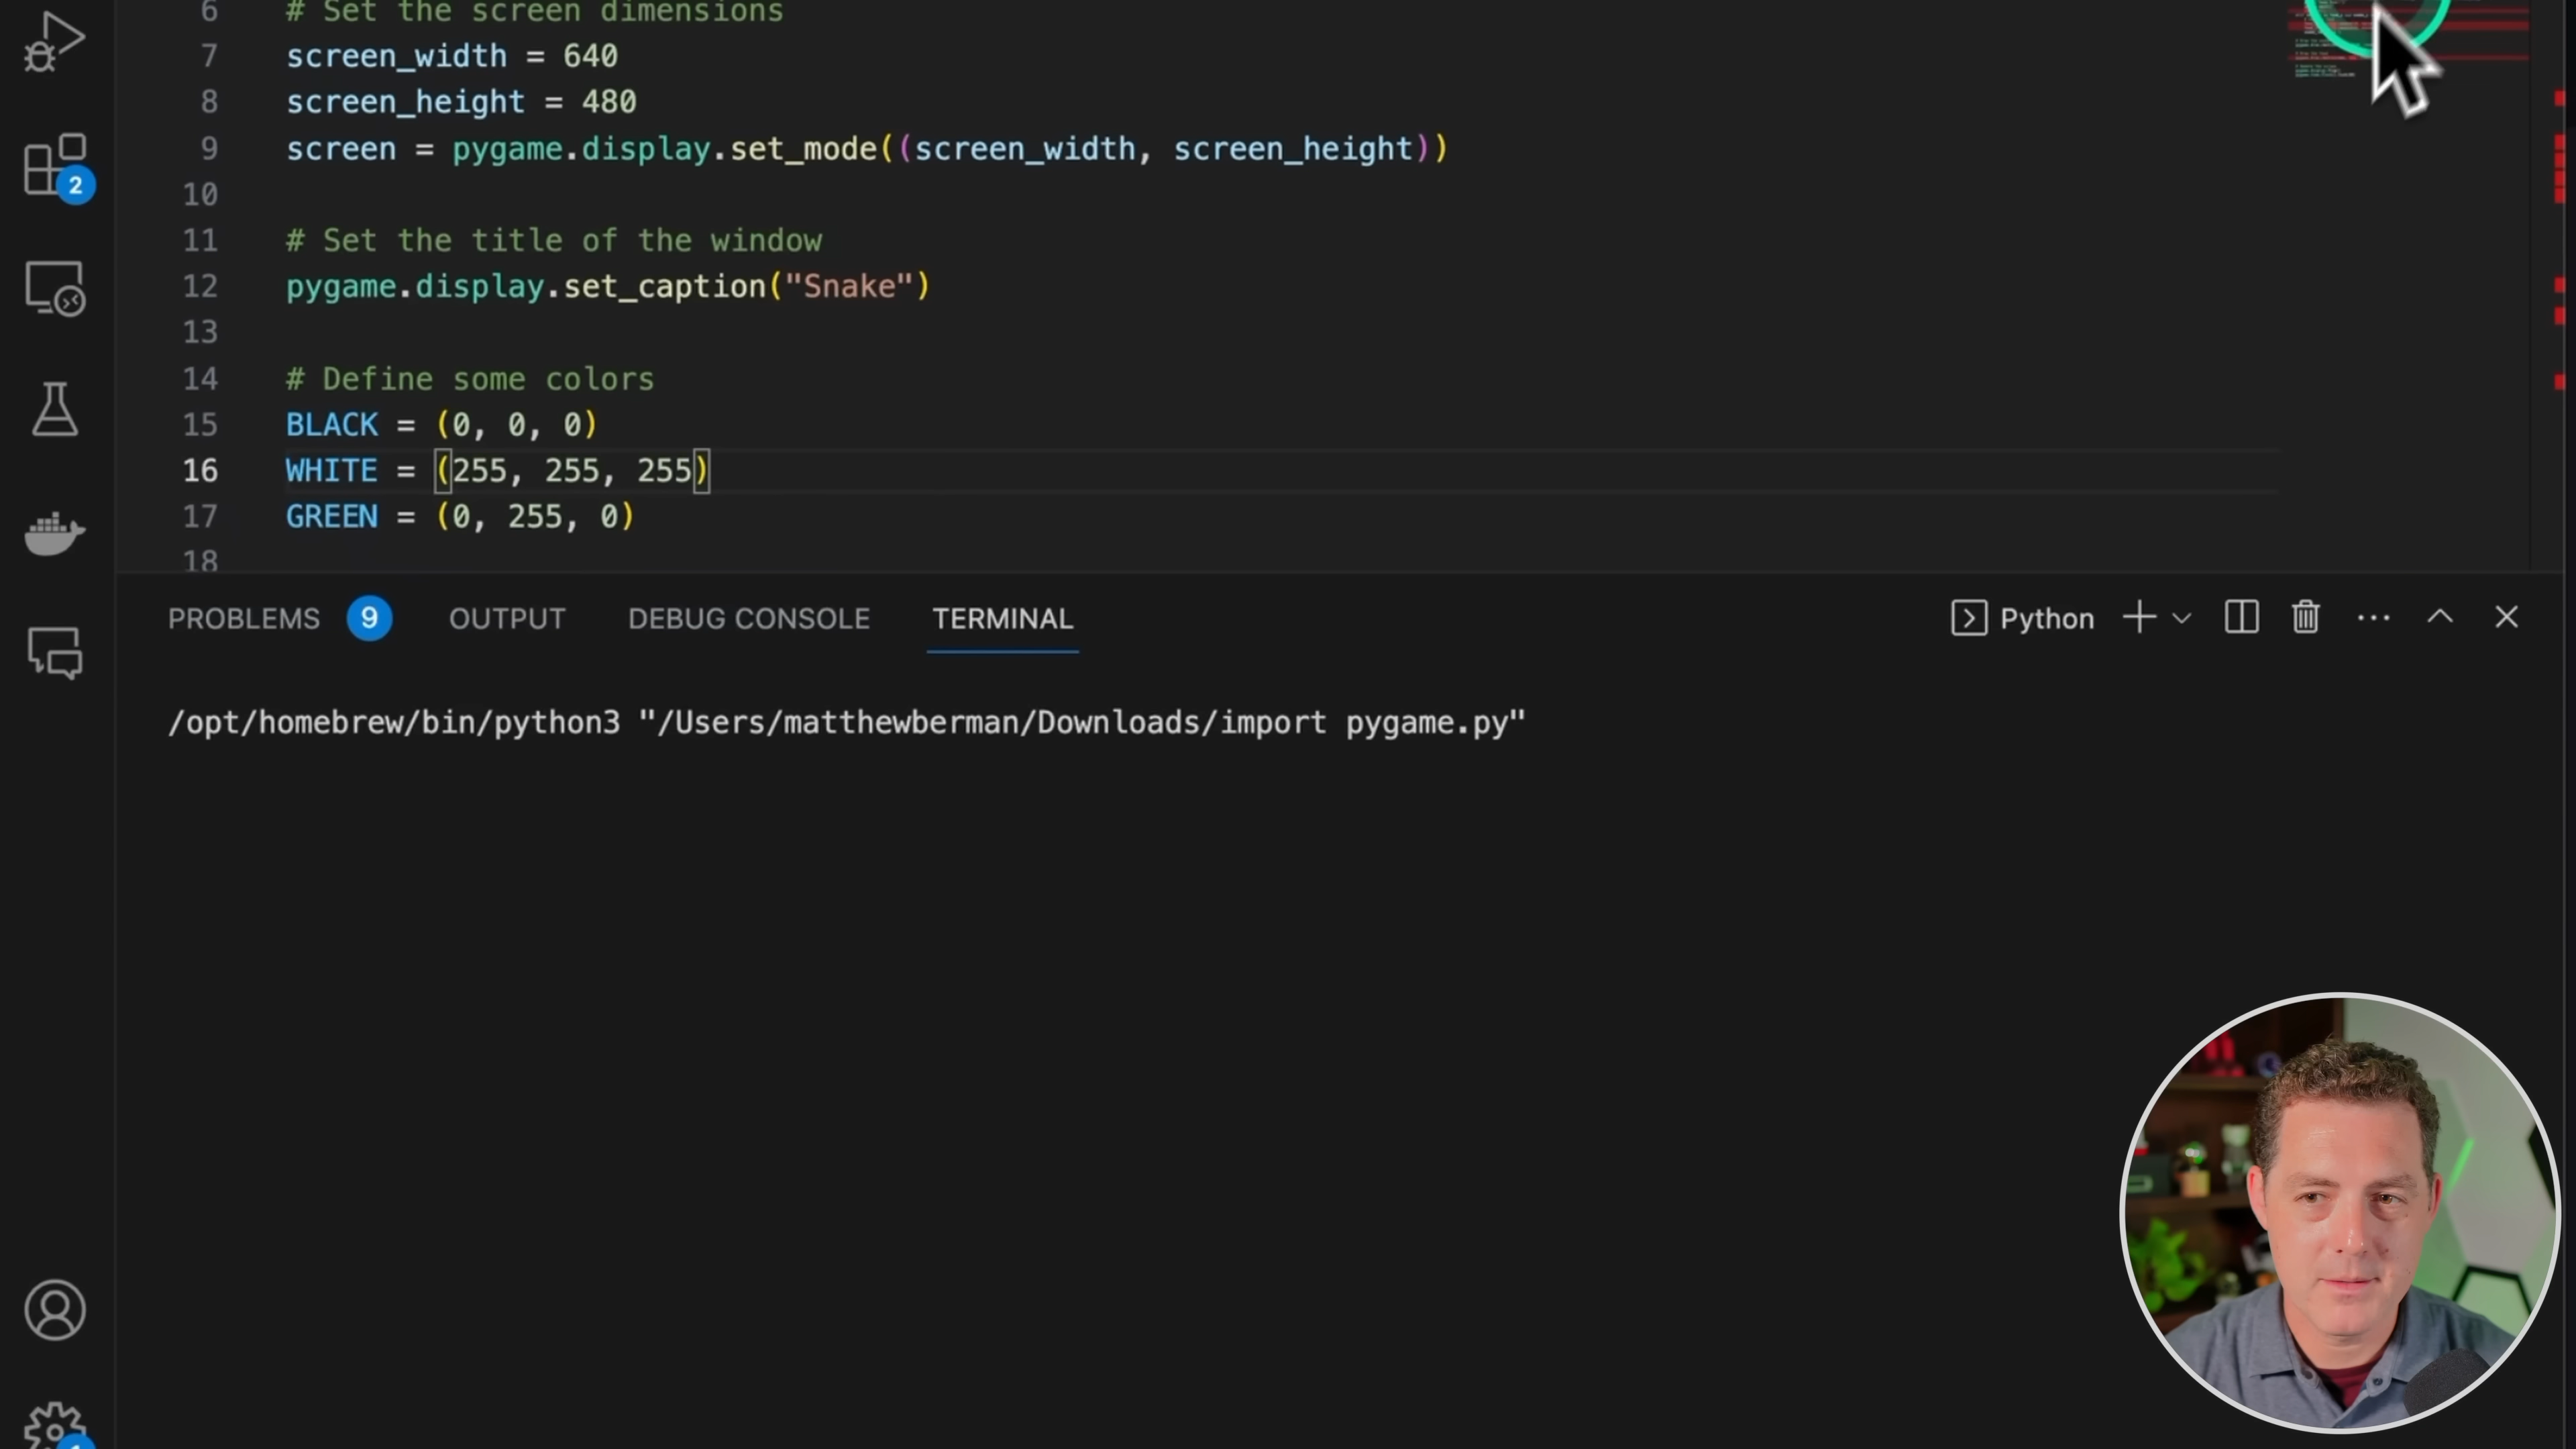 6 # Set the screen dimensions
7 screen_width = 640
8 screen_height = 480
9 screen = pygame.display.set_mode((screen_width, screen_height))
10
11 # Set the title of the window
12 pygame.display.set_caption("Snake")
13
14 # Define some colors
15 BLACK = (0, 0, 0)
16 WHITE = (255, 255, 255)
17 GREEN = (0, 255, 0)
18
2
PROBLEMS 9 OUTPUT DEBUG CONSOLE TERMINAL Python
/opt/homebrew/bin/python3 "/Users/matthewberman/Downloads/import pygame.py"